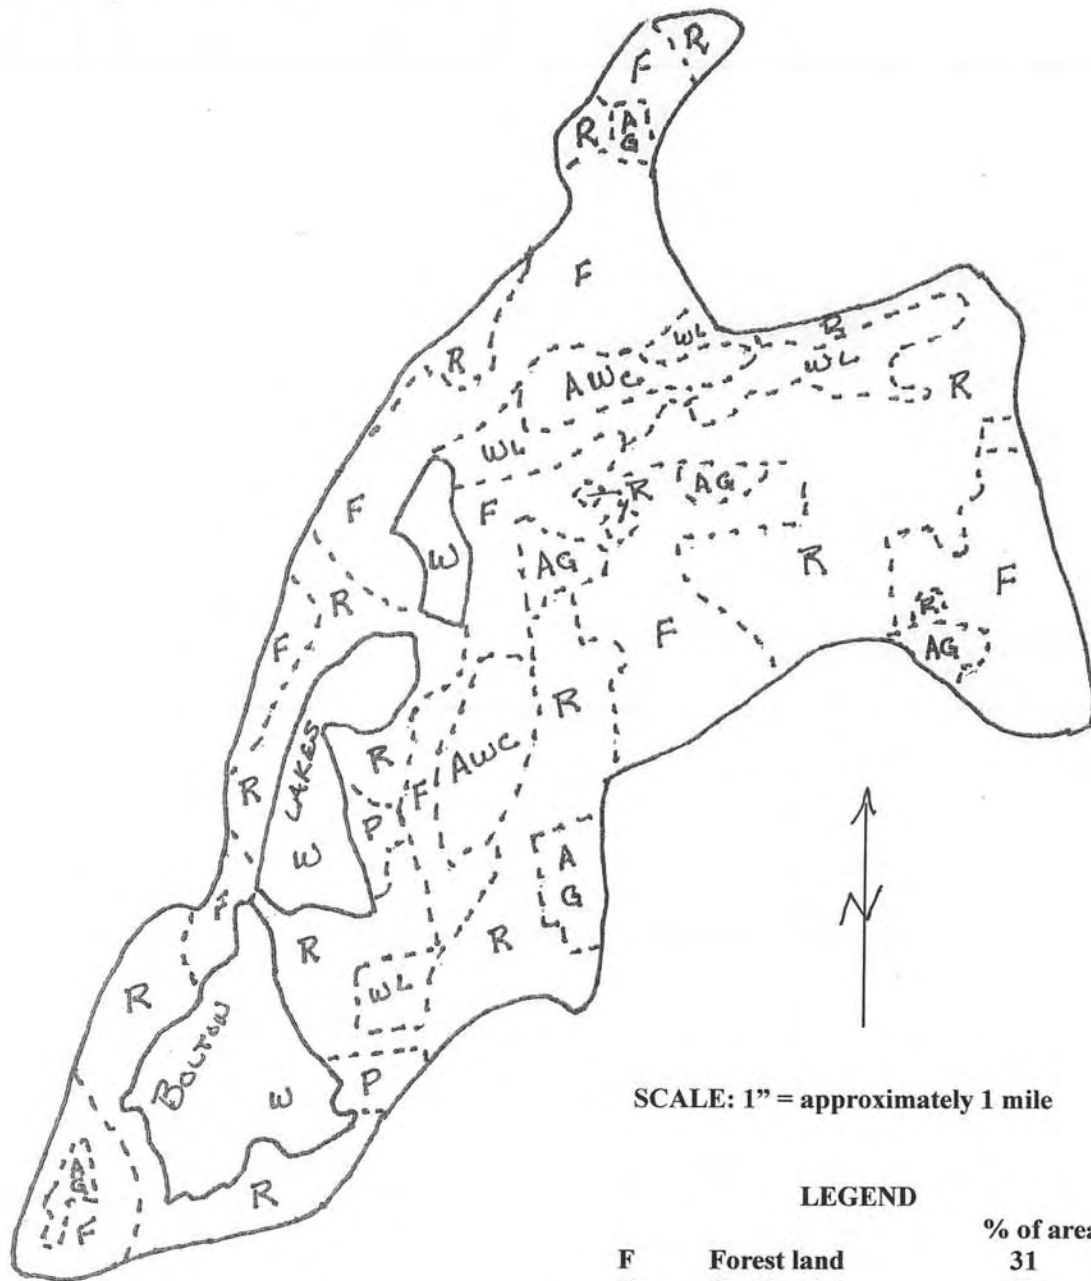 R
F
R
A
G
F
WL
R
WL
R
AWC
R
WL
R
AG
F
F
W
AG
R
F
R
R
F
AG
F
R
R
AWC
LAKES
R
F
P
W
A
G
F
R
R
R
WL
BOLTON
W
P
SCALE: 1” = approximately 1 mile
A
G
F
R
LEGEND
% of area
F Forest land 31